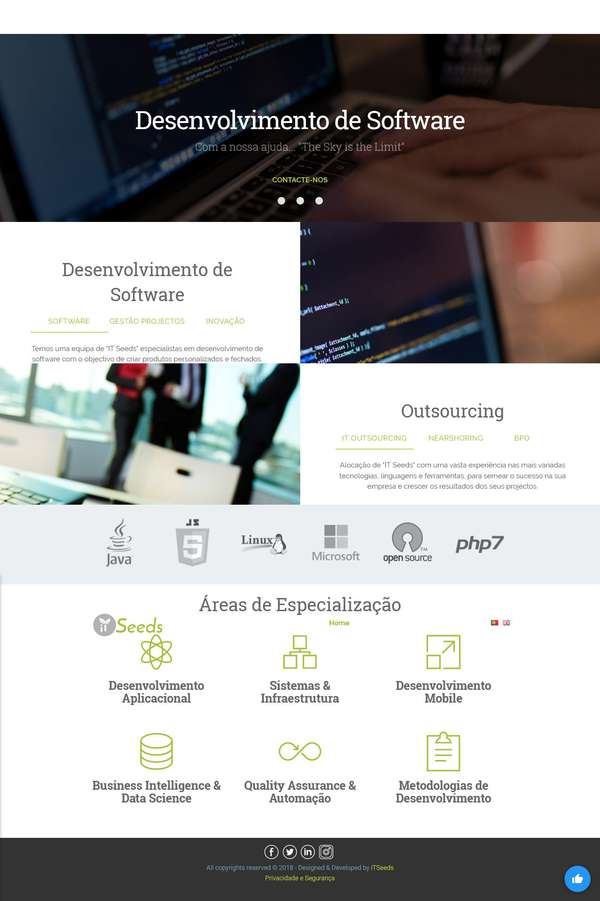 Desenvolvimento de Software
Com a nossa ajuda... "The Sky is the Limit"
CONTACTE-NOS
Desenvolvimento de
Software
SOFTWARE GESTÃO PROJECTOS INOVAÇÃO
Temos uma equipa de "IT Seeds" especialistas em desenvolvimento de
software com o objectivo de criar produtos personalizados e fechados.
Outsourcing
IT OUTSOURCING NEARSHORING BPO
Alocação de "IT Seeds" com uma vasta experiência nas mais variadas
tecnologias, linguagens e ferramentas, para semear o sucesso na sua
empresa e crescer os resultados dos seus projectos.
Java
JS
5
Linux
Microsoft
open source
TM
php7
Áreas de Especialização
it Seeds
Home
Desenvolvimento
Aplicacional
Sistemas &
Infraestrutura
Desenvolvimento
Mobile
Business Intelligence &
Data Science
Quality Assurance &
Automação
Metodologias de
Desenvolvimento
All copyrights reserved © 2018 - Designed & Developed by ITSeeds
Privacidade e Segurança